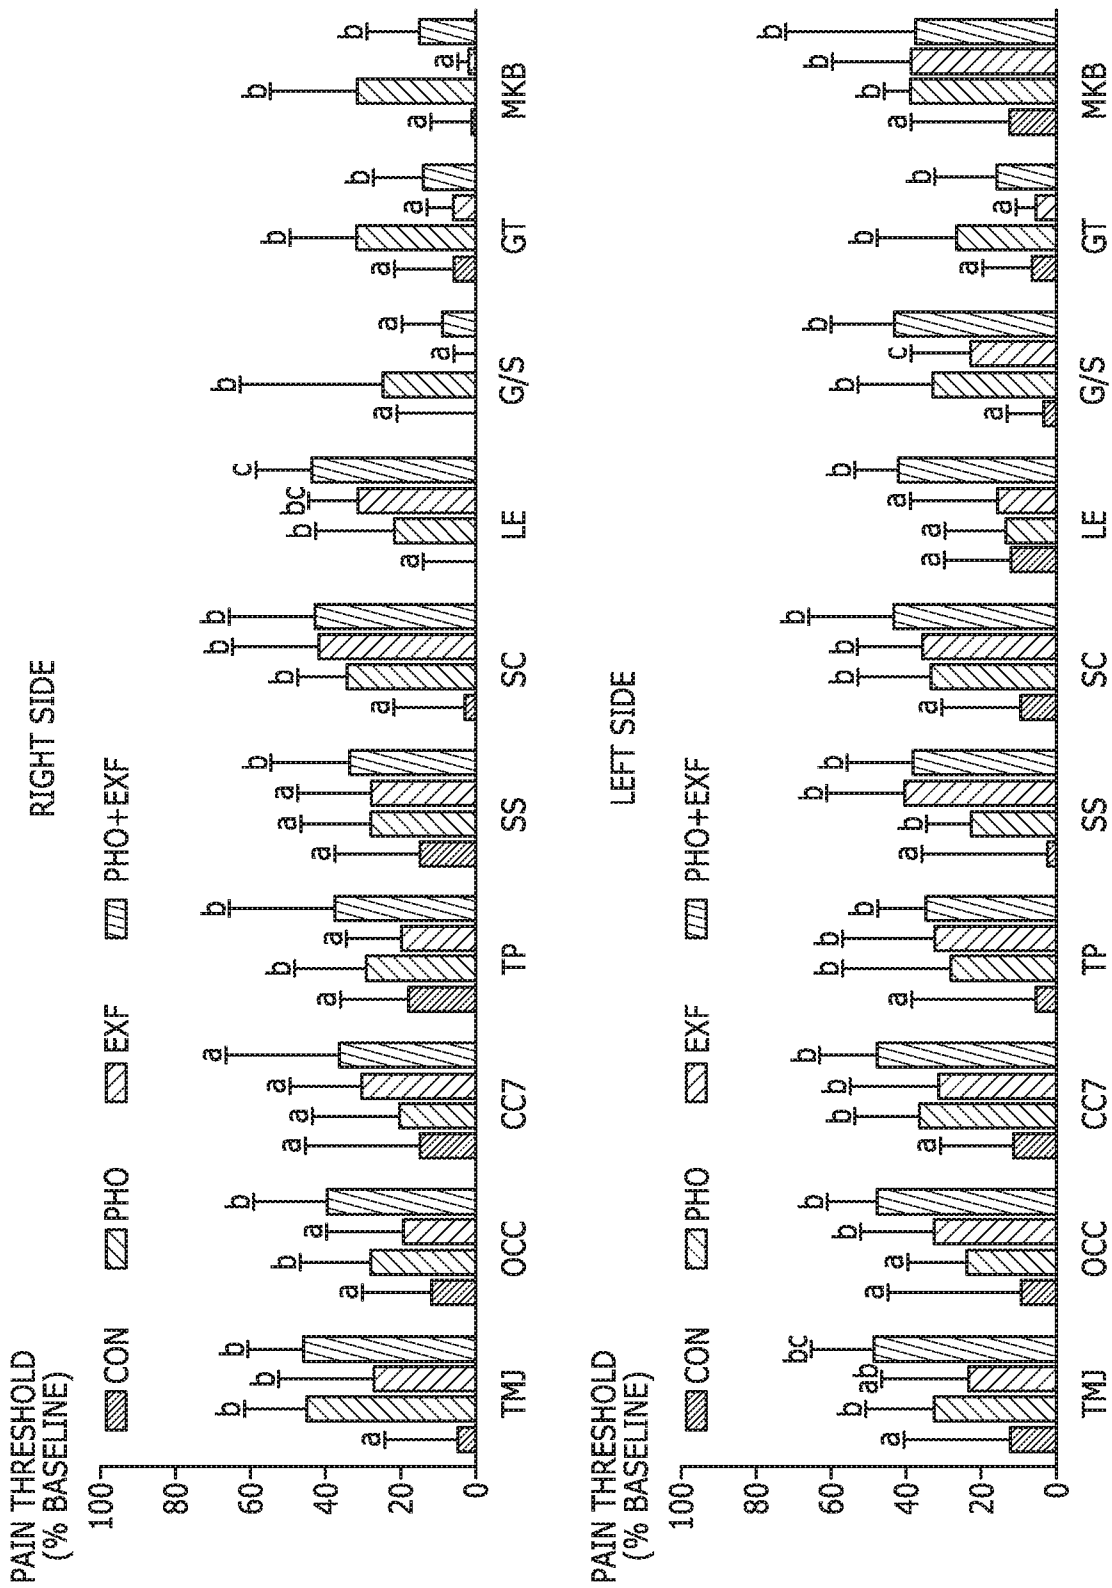 RIGHT SIDE
PAIN THRESHOLD
(% BASELINE)
CON PHO EXF PHO+EXF
100
80
60
40
20
0
a b b b a b a b a a a a a b a b a a a b a b b b a b bc c a b a a a b a b a b a b
TMJ OCC CC7 TP SS SC LE G/S GT MKB
LEFT SIDE
PAIN THRESHOLD
(% BASELINE)
CON PHO EXF PHO+EXF
100
80
60
40
20
0
a b ab bc a a b b a b b b a b b b a b b b a b b b a a a b a b c b a b a b a b b b
TMJ OCC CC7 TP SS SC LE G/S GT MKB